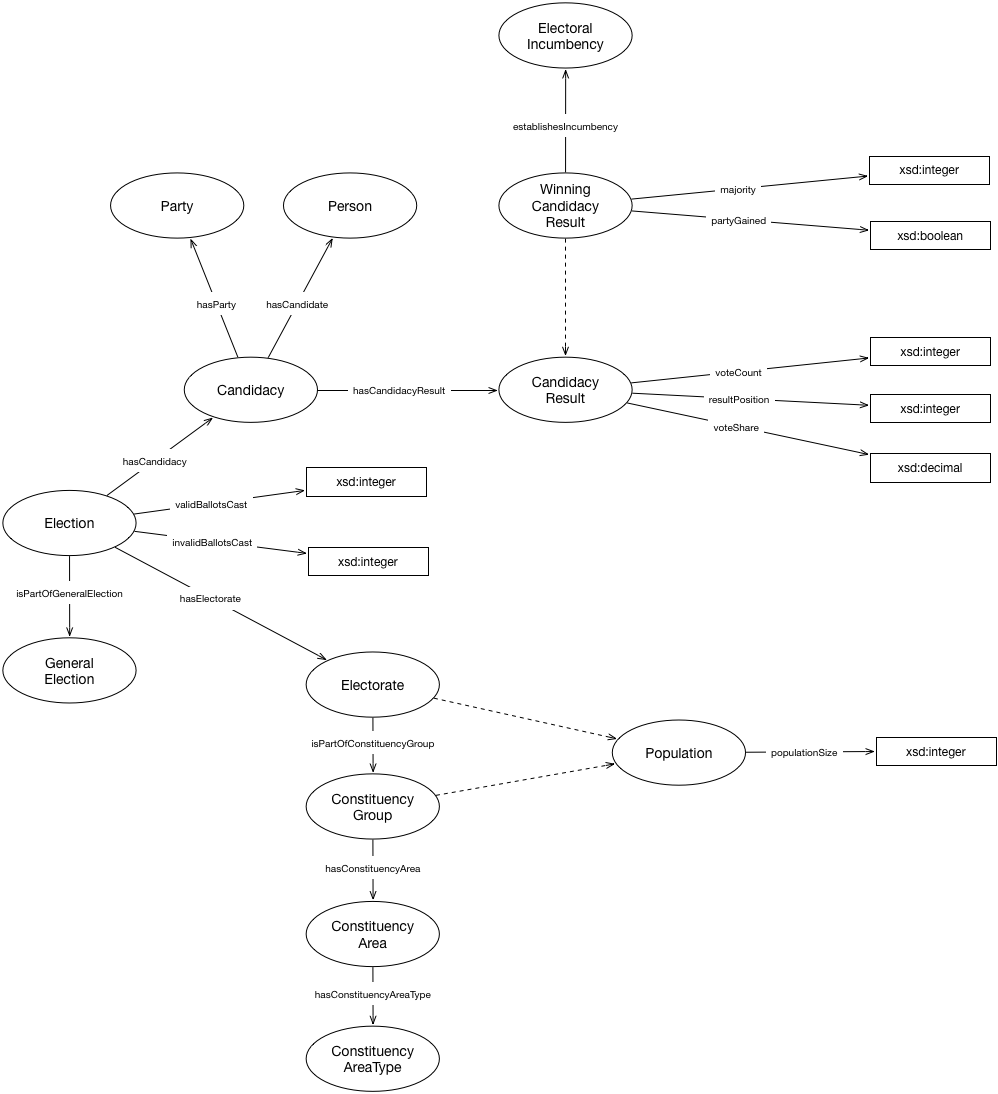 Electoral
Incumbency
establishesIncumbency
Winning
Candidacy
Result
majority
xsd:integer
partyGained
xsd:boolean
Party
Person
hasParty
hasCandidate
Candidacy
hasCandidacyResult
Candidacy
Result
voteCount
xsd:integer
resultPosition
xsd:integer
voteShare
xsd:decimal
hasCandidacy
Election
validBallotsCast
xsd:integer
invalidBallotsCast
xsd:integer
isPartOfGeneralElection
hasElectorate
General
Election
Electorate
isPartOfConstituencyGroup
Population
populationSize
xsd:integer
Constituency
Group
hasConstituencyArea
Constituency
Area
hasConstituencyAreaType
Constituency
AreaType